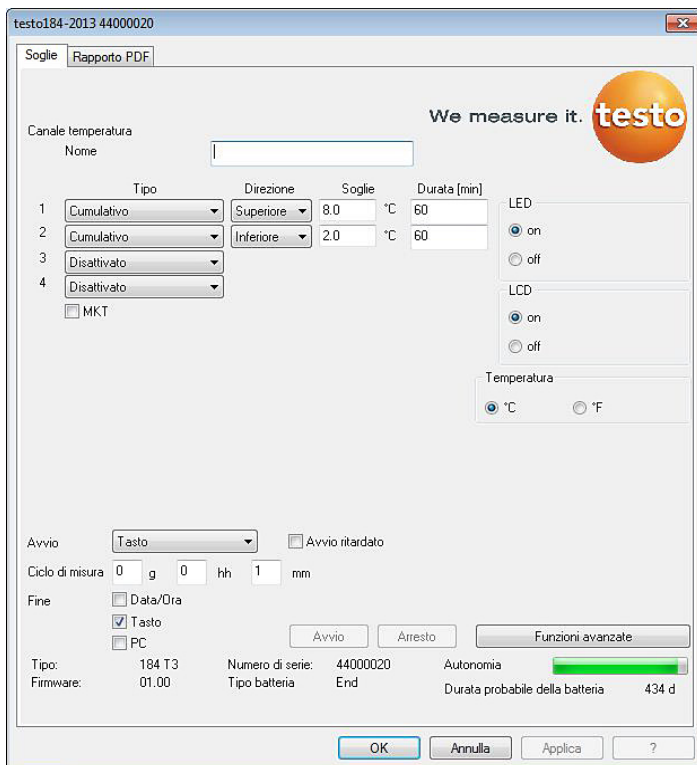 testo184-2013 44000020
Soglie Rapporto PDF
We measure it. testo
Canale temperatura
Nome
Tipo Direzione Soglie Durata [min]
1 Cumulativo Superiore 8.0 °C 60
2 Cumulativo Inferiore 2.0 °C 60
3 Disattivato
4 Disattivato
MKT
LED
on
off
LCD
on
off
Temperatura
°C °F
Avvio Tasto Avvio ritardato
Ciclo di misura 0 g 0 hh 1 mm
Fine Data/Ora
Tasto
PC
Avvio Arresto Funzioni avanzate
Tipo: 184 T3 Numero di serie: 44000020 Autonomia
Firmware: 01.00 Tipo batteria End Durata probabile della batteria 434 d
OK Annulla Applica ?